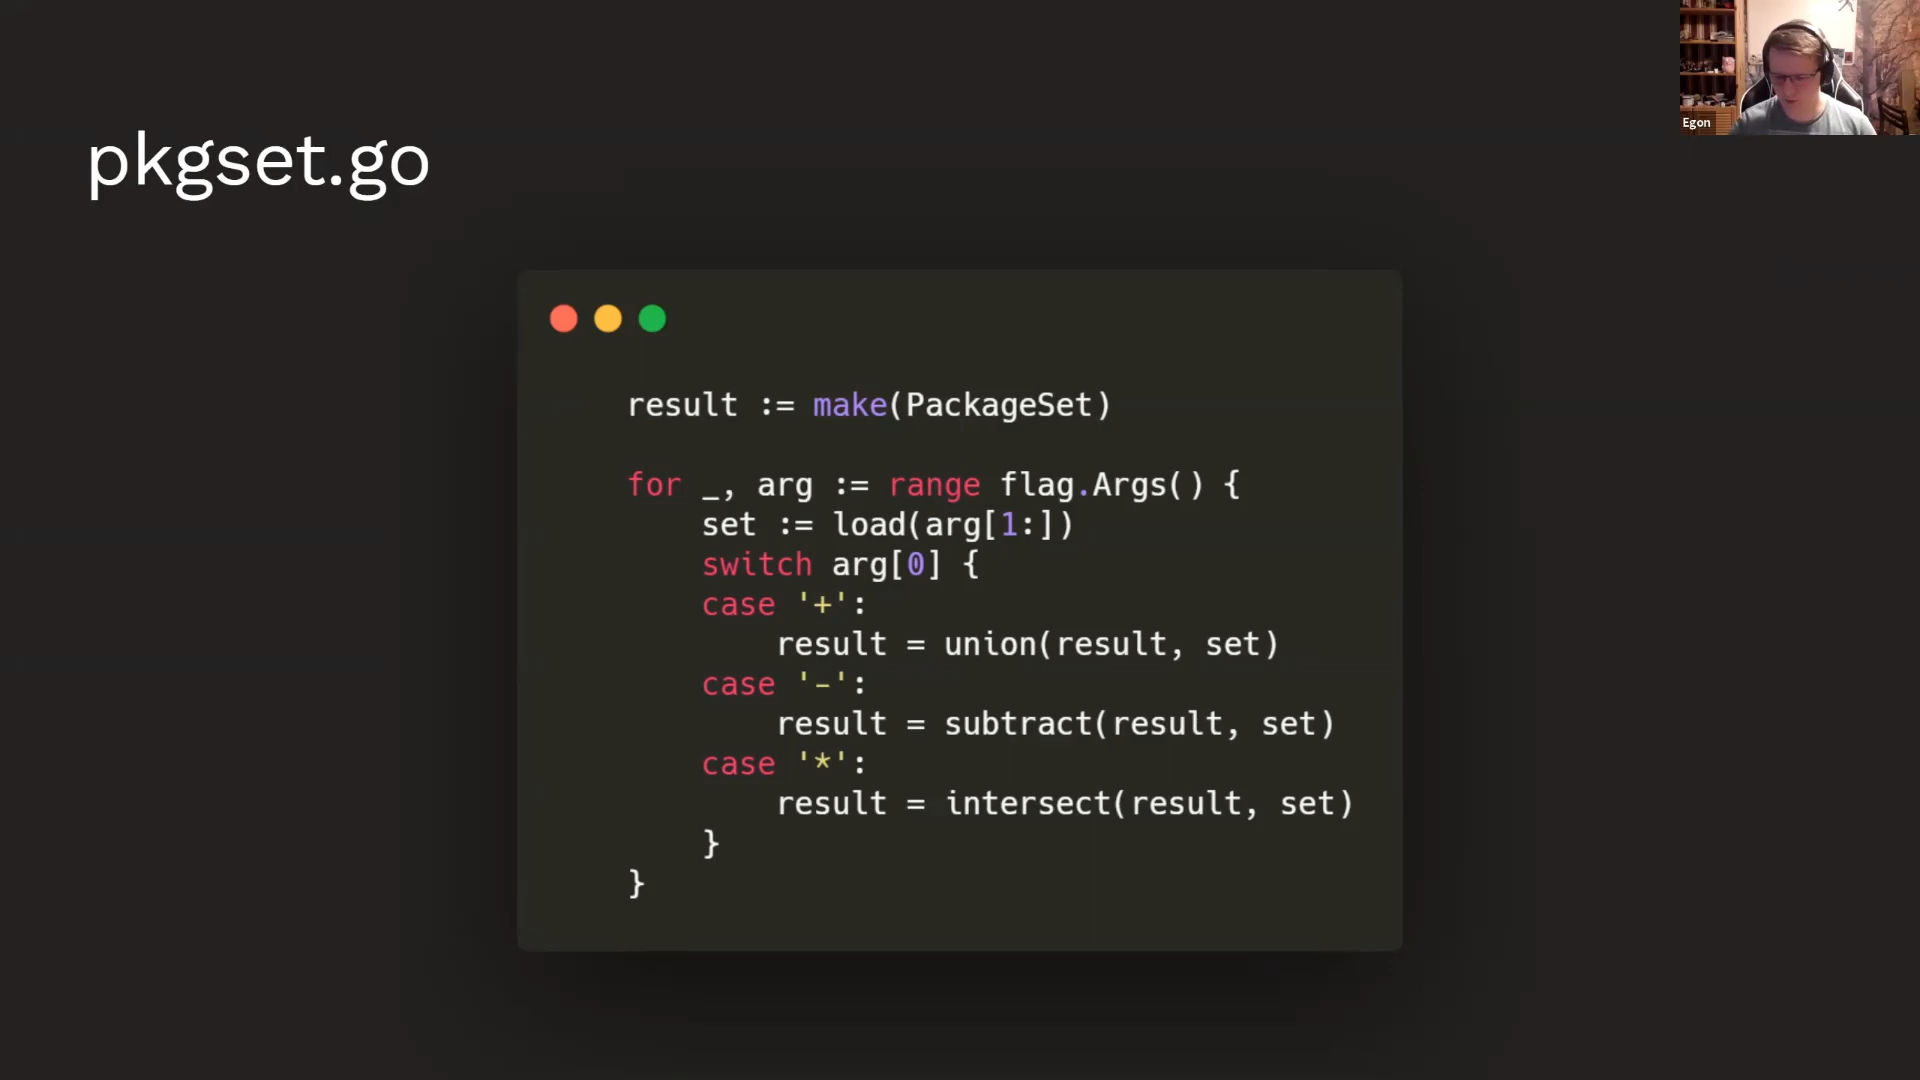 pkgset.go
Egon
result := make(PackageSet)
for _, arg := range flag.Args() {
    set := load(arg[1:])
    switch arg[0] {
    case '+':
        result = union(result, set)
    case '-':
        result = subtract(result, set)
    case '*':
        result = intersect(result, set)
    }
}